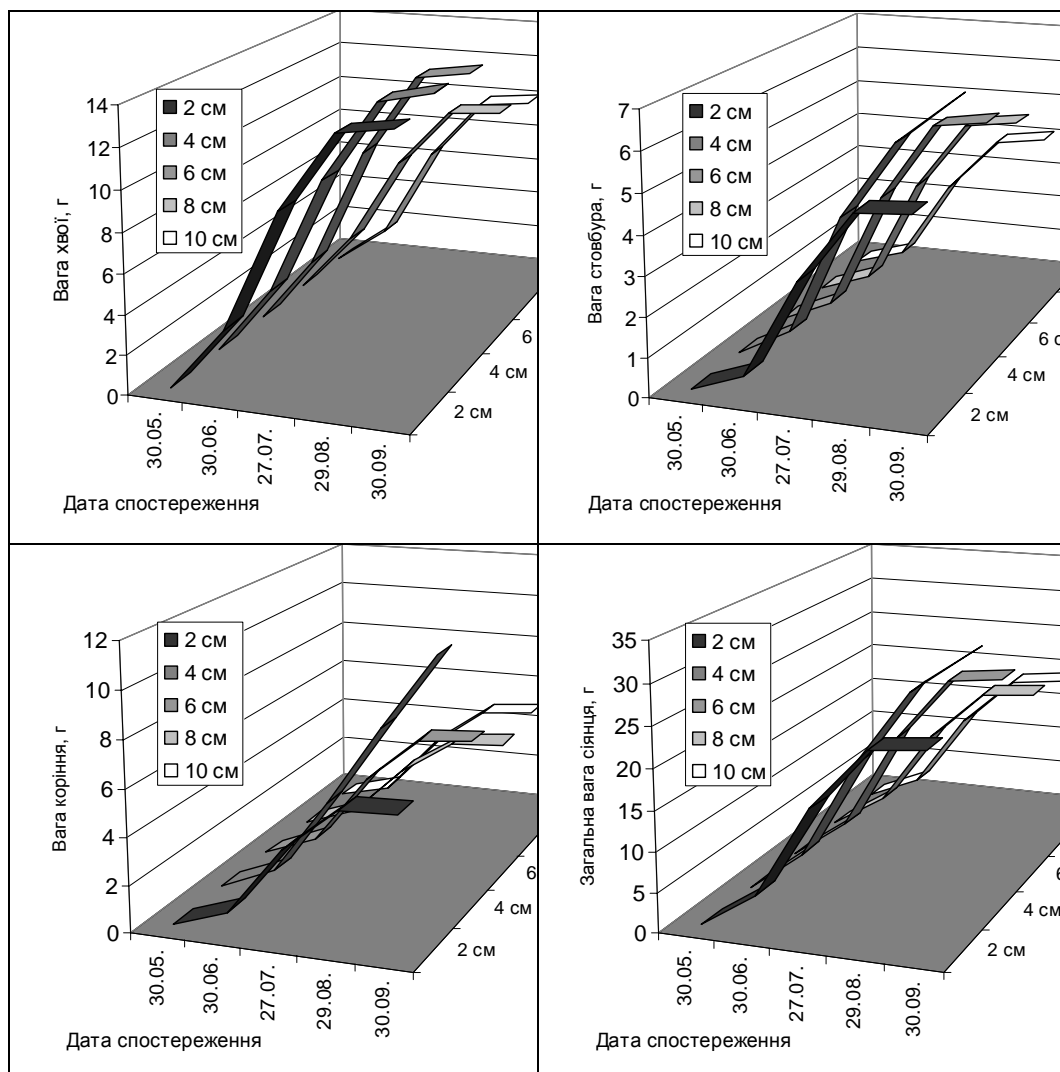 14
12
10
8
6
4
2
0
Вага хвої, г
2 см
4 см
6 см
8 см
10 см
30.05.
30.06.
27.07.
29.08.
30.09.
2 см
4 см
6
Дата спостереження
7
6
5
4
3
2
1
0
Вага стовбура, г
2 см
4 см
6 см
8 см
10 см
30.05.
30.06.
27.07.
29.08.
30.09.
2 см
4 см
6 с
Дата спостереження
12
10
8
6
4
2
0
Вага коріння, г
2 см
4 см
6 см
8 см
10 см
30.05.
30.06.
27.07.
29.08.
30.09.
2 см
4 см
6
Дата спостереження
35
30
25
20
15
10
5
0
Загальна вага сіянця, г
2 см
4 см
6 см
8 см
10 см
30.05.
30.06.
27.07.
29.08.
30.09.
2 см
4 см
6
Дата спостереження